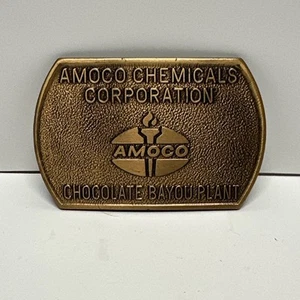 AMOCO CHEMICALS
CORPORATION
AMOCO
CHOCOLATE BAYOU PLANT